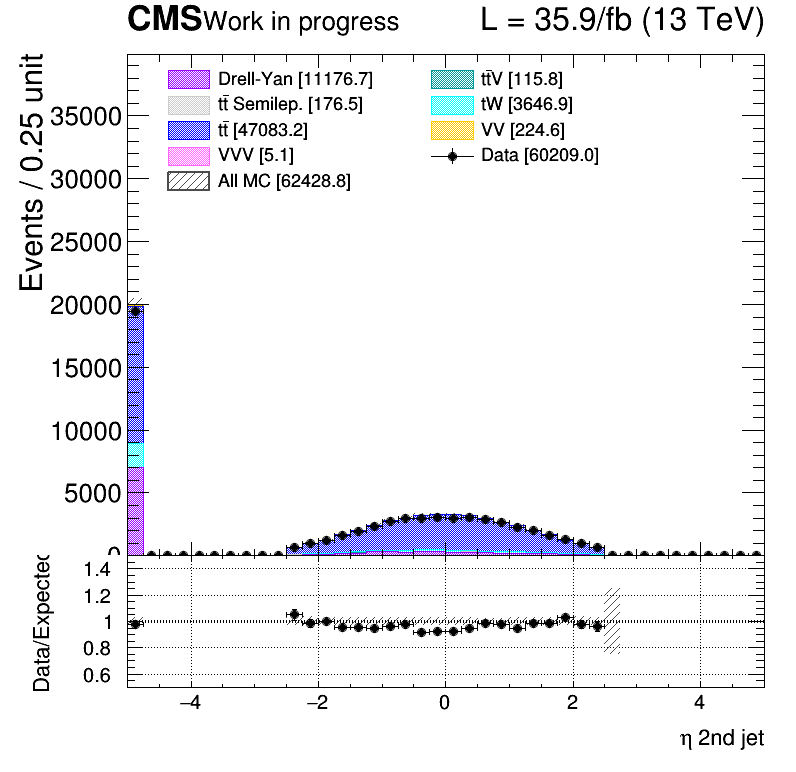 CMS Work in progress L = 35.9/fb (13 TeV)
Drell-Yan [11176.7]
tt̄ Semilep. [176.5]
tt̄ [47083.2]
VVV [5.1]
All MC [62428.8]
tt̄V [115.8]
tW [3646.9]
VV [224.6]
Data [60209.0]
Events / 0.25 unit
35000
30000
25000
20000
15000
10000
5000
0
Data/Expected
1.4
1.2
1
0.8
0.6
−4 −2 0 2 4
η 2nd jet